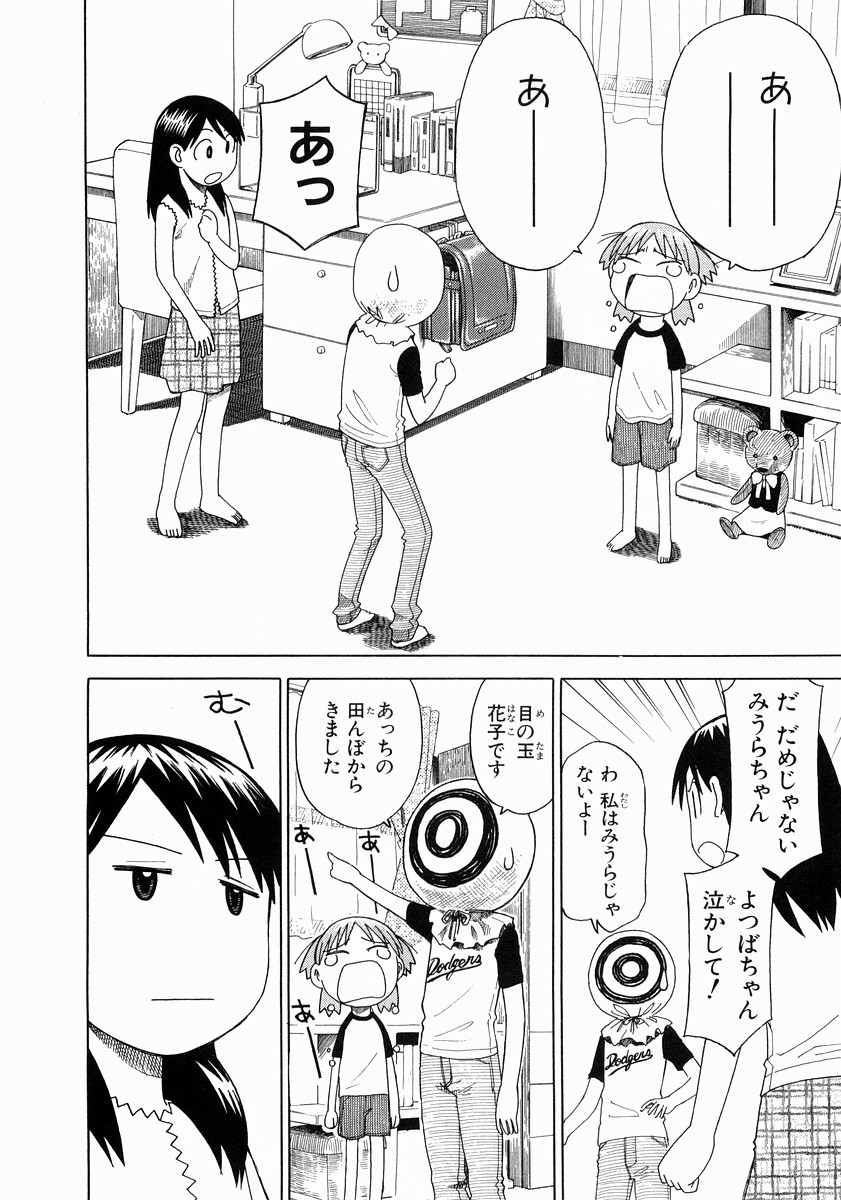 あーー
あー
あっ
だ だめじゃない
みうらちゃん
よつばちゃん
泣かして！
わ 私はみうらじゃ
ないよー
Dodgers
目の玉
花子です
あっちの
田んぼから
きました
あー
あー
あー
Dodgers
むー